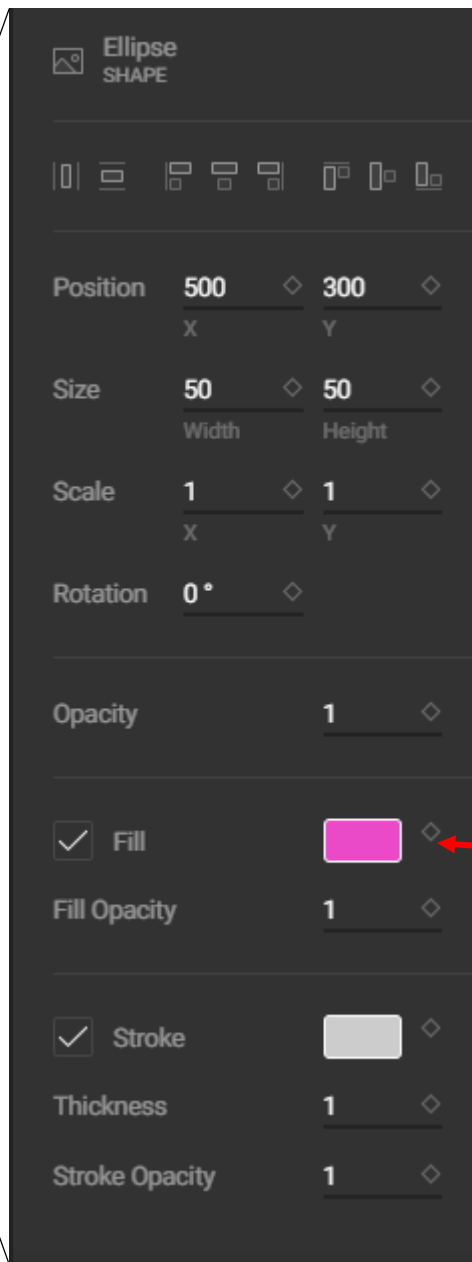 Ellipse
SHAPE
Position 500 300
X Y
Size 50 50
Width Height
Scale 1 1
X Y
Rotation 0 °
Opacity 1
Fill
Fill Opacity 1
Stroke
Thickness 1
Stroke Opacity 1